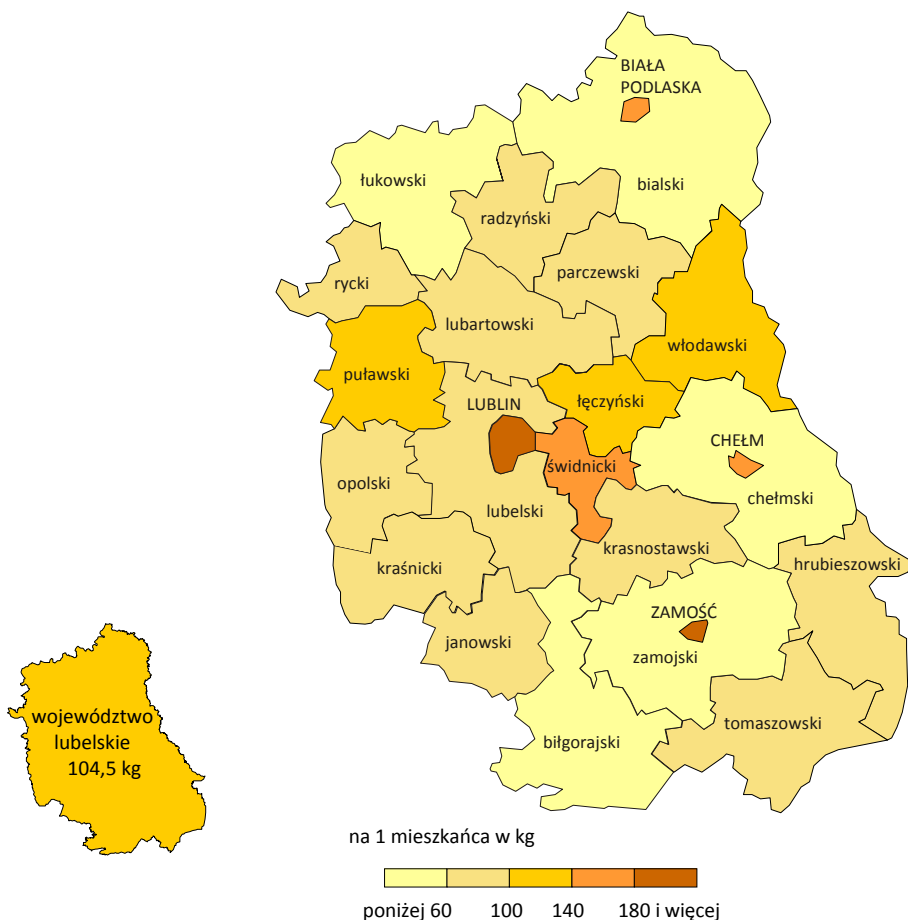 BIAŁA
PODLASKA
łukowski
bialski
radzyński
rycki
parczewski
lubartowski
włodawski
puławski
łęczyński
LUBLIN
CHEŁM
świdnicki
opolski
chełmski
lubelski
krasnostawski
hrubieszowski
kraśnicki
ZAMOŚĆ
janowski
zamojski
województwo
lubelskie
104,5 kg
tomaszowski
biłgorajski
na 1 mieszkańca w kg
poniżej 60 100 140 180 i więcej